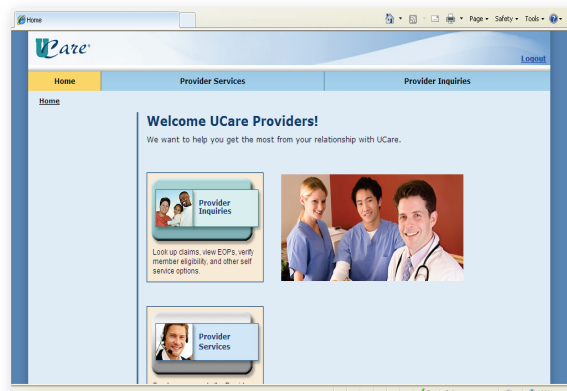 Home
Page Safety Tools
UCare
Logout
Home
Provider Services
Provider Inquiries
Home
Welcome UCare Providers!
We want to help you get the most from your relationship with UCare.
Provider
Inquiries
Look up claims, view EOPs, verify
member eligibility, and other self
service options.
Provider
Services